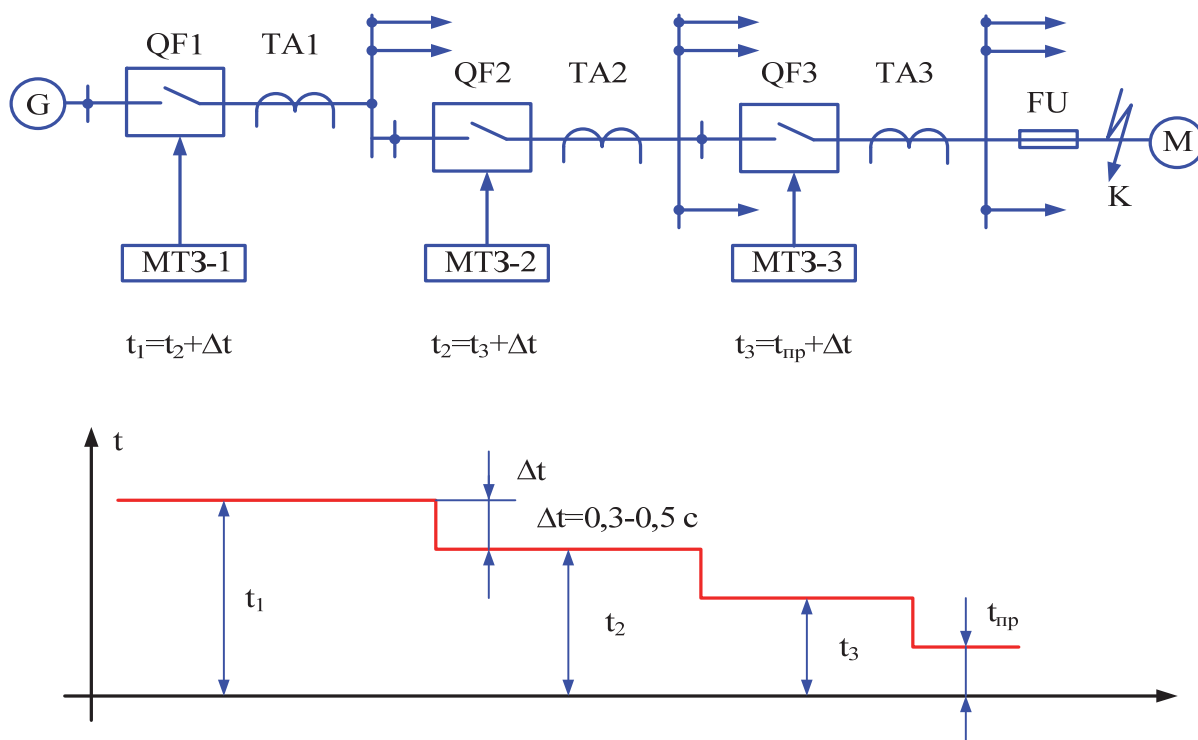 QF1 TA1
QF2 TA2
QF3 TA3
FU
G
M
K
МТЗ-1
МТЗ-2
МТЗ-3
t₁=t₂+Δt
t₂=t₃+Δt
t₃=tпр+Δt
t
Δt
Δt=0,3-0,5 с
t₁
t₂
t₃
tпр